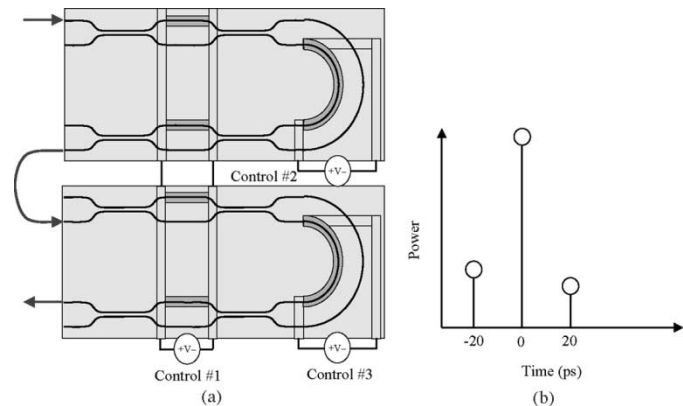 Control #2
+V−
+V−
+V−
Control #1
Control #3
(a)
Power
-20
0
20
Time (ps)
(b)